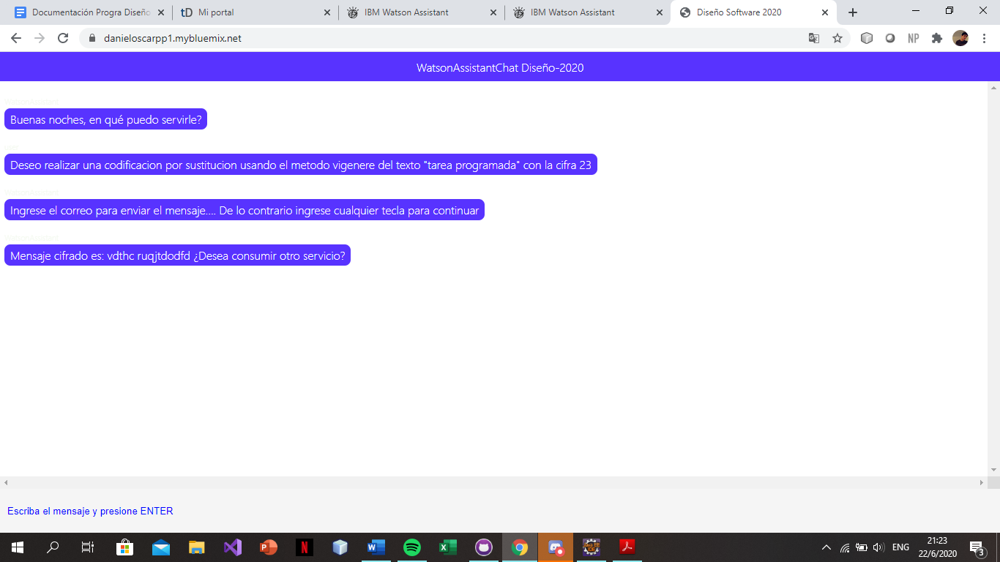 Documentación Progra Diseño
Mi portal
IBM Watson Assistant
IBM Watson Assistant
Diseño Software 2020
danieloscarpp1.mybluemix.net
NP
WatsonAssistantChat Diseño-2020
WatsonAssistant
Buenas noches, en qué puedo servirle?
Deseo realizar una codificacion por sustitucion usando el metodo vigenere del texto "tarea programada" con la cifra 23
WatsonAssistant
Ingrese el correo para enviar el mensaje.... De lo contrario ingrese cualquier tecla para continuar
WatsonAssistant
Mensaje cifrado es: vdthc ruqjtdodfd ¿Desea consumir otro servicio?
Escriba el mensaje y presione ENTER
ENG
21:23
22/6/2020
3